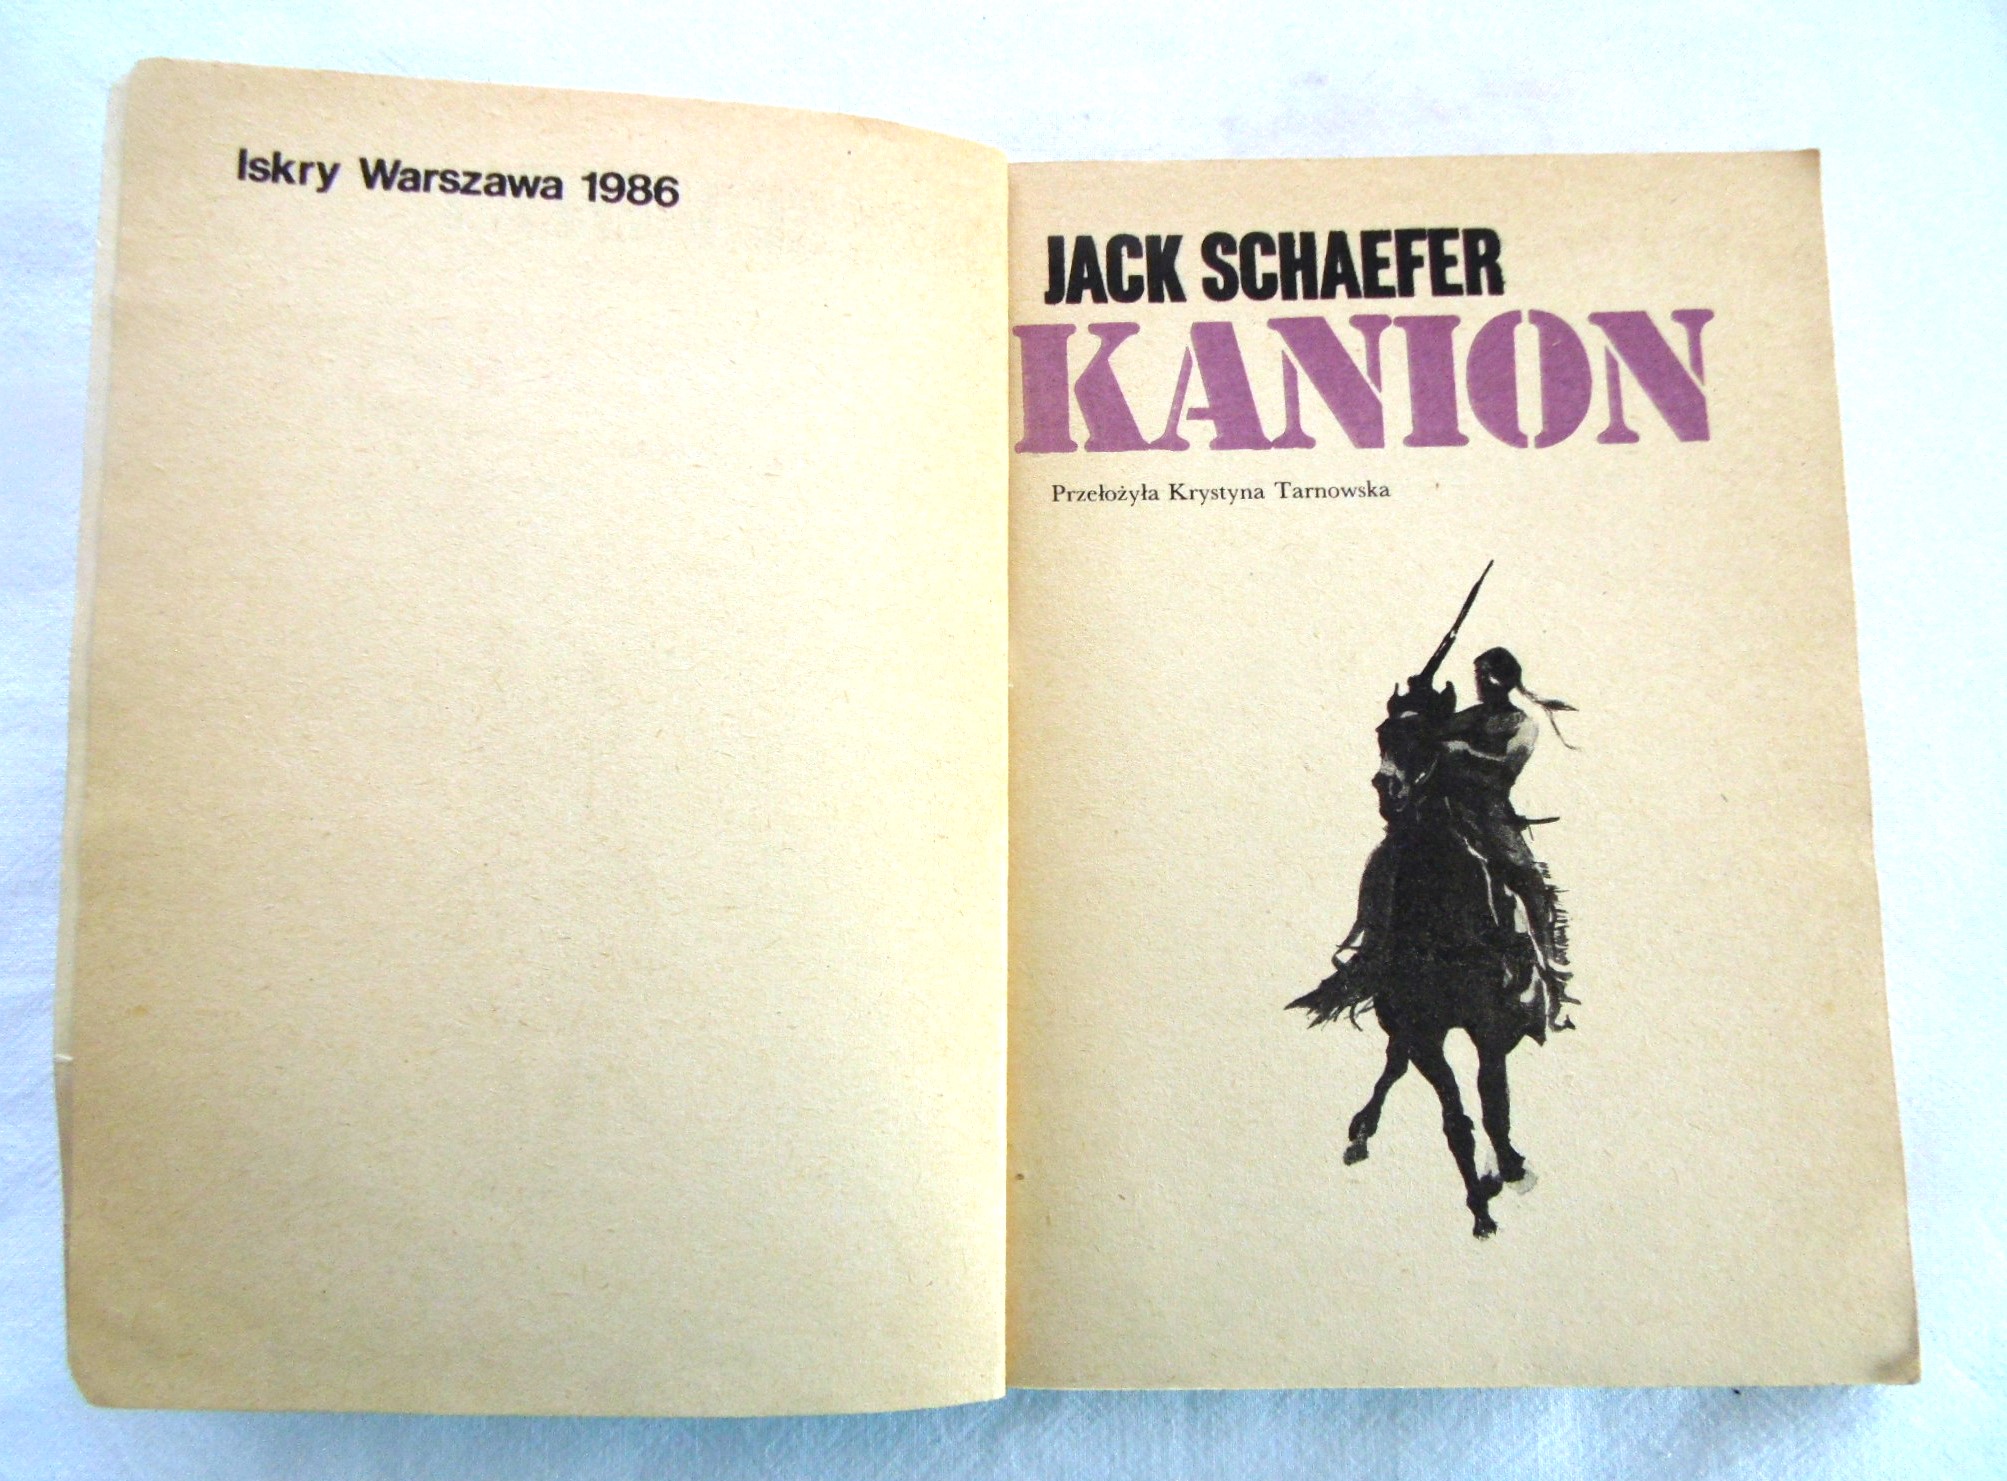 Iskry Warszawa 1986
JACK SCHAEFER
KANION
Przełożyła Krystyna Tarnowska